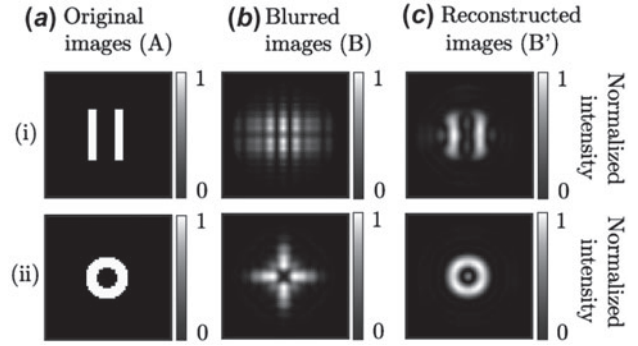 (a) Original images (A)
(b) Blurred images (B)
(c) Reconstructed images (B')
(i)
1
0
1
0
1
0
Normalized intensity
(ii)
1
0
1
0
1
0
Normalized intensity